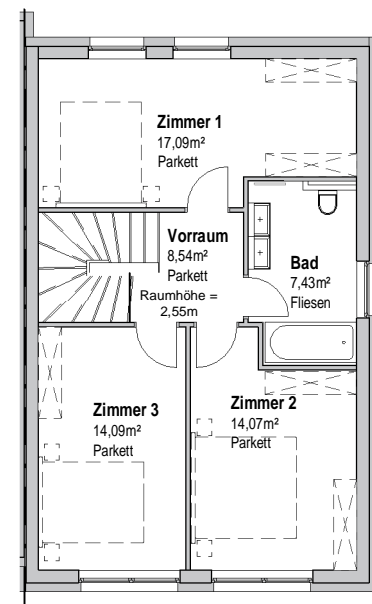 Zimmer 1
17,09m²
Parkett
Vorraum
8,54m²
Parkett
Raumhöhe =
2,55m
Bad
7,43m²
Fliesen
Zimmer 3
14,09m²
Parkett
Zimmer 2
14,07m²
Parkett